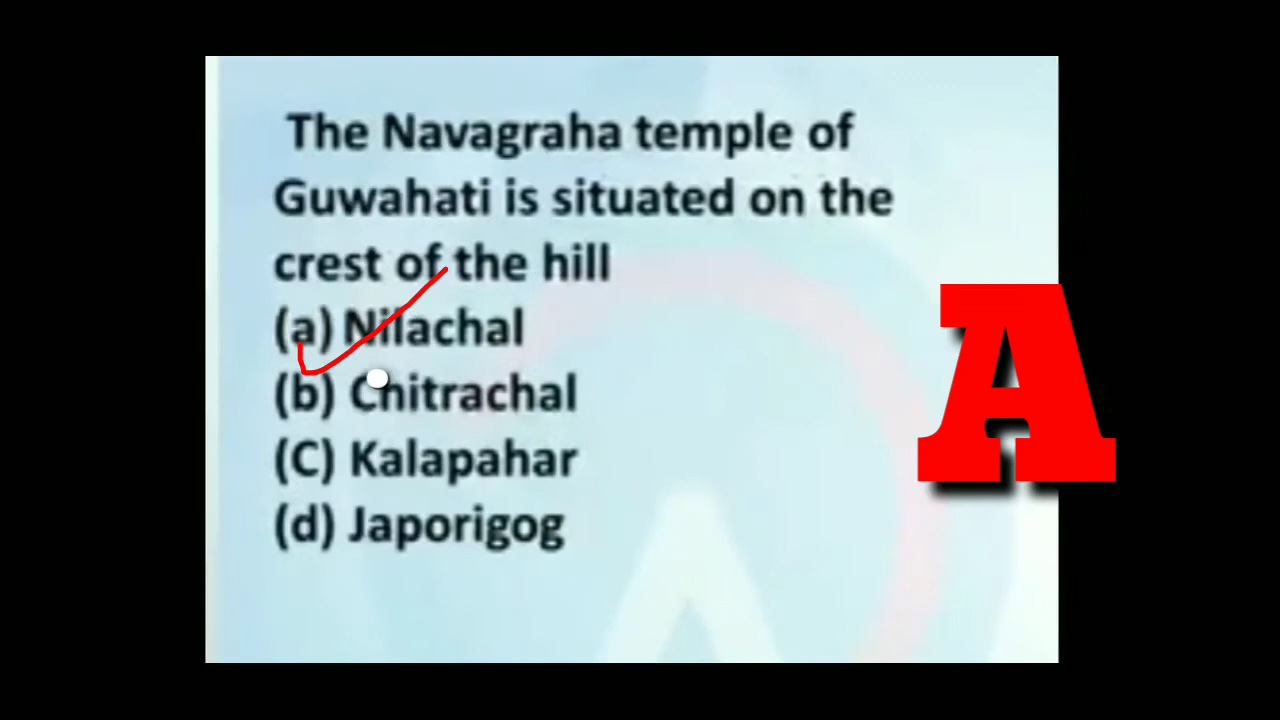 The Navagraha temple of
Guwahati is situated on the
crest of the hill
(a) Nilachal
(b) Chitrachal
(C) Kalapahar
(d) Japorigog
A